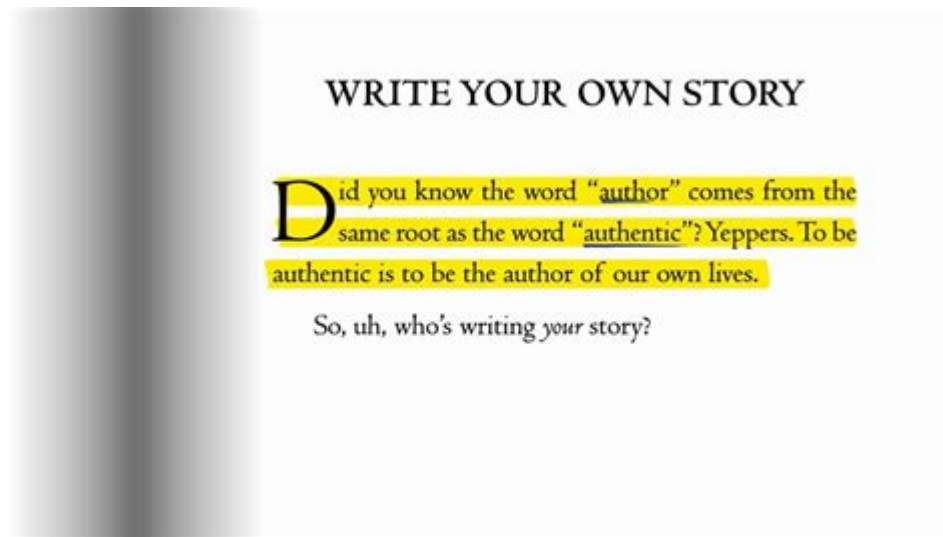 WRITE YOUR OWN STORY
Did you know the word “author” comes from the
same root as the word “authentic”? Yeppers. To be
authentic is to be the author of our own lives.
So, uh, who’s writing your story?